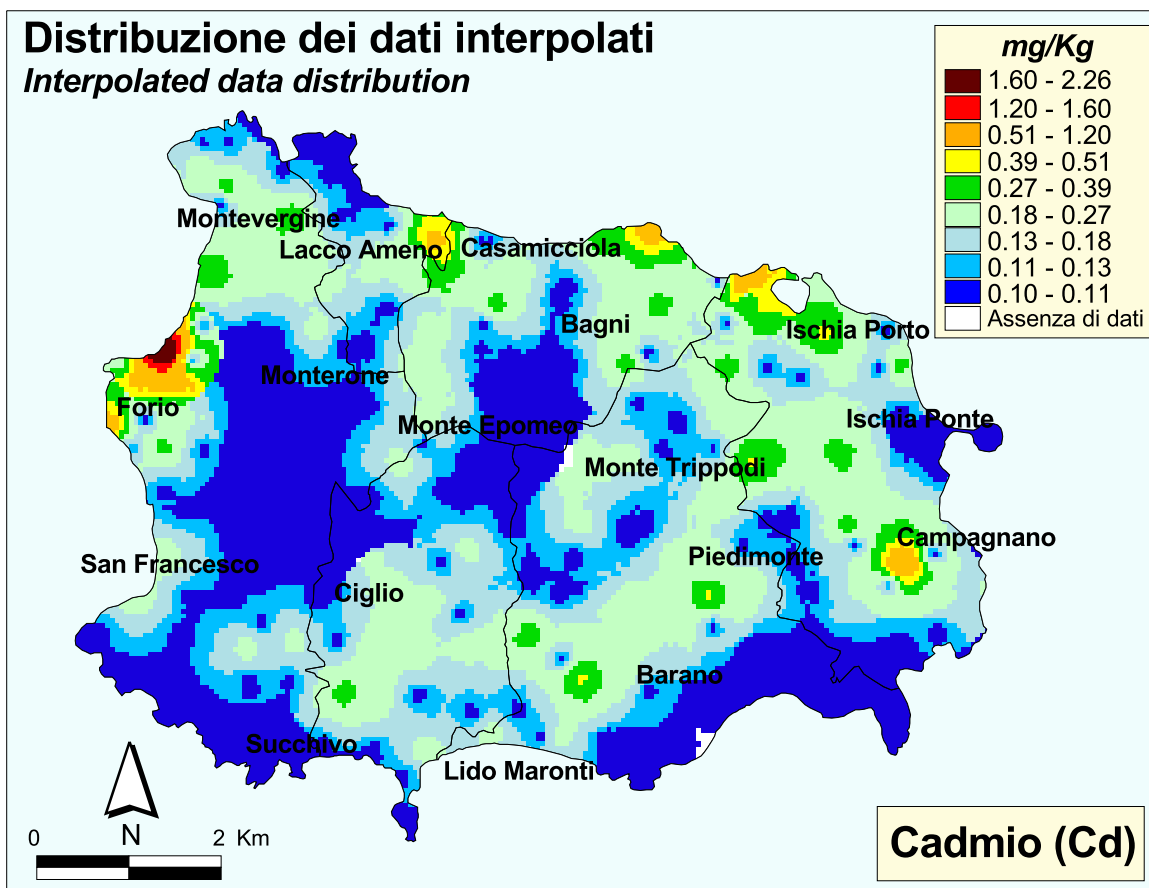 Distribuzione dei dati interpolati
Interpolated data distribution
mg/Kg
1.60 - 2.26
1.20 - 1.60
0.51 - 1.20
0.39 - 0.51
0.27 - 0.39
0.18 - 0.27
0.13 - 0.18
0.11 - 0.13
0.10 - 0.11
Assenza di dati
Montevergine
Lacco Ameno
Casamicciola
Bagni
Ischia Porto
Monterone
Forio
Monte Epomeo
Ischia Ponte
Monte Trippodi
Campagnano
Piedimonte
San Francesco
Ciglio
Barano
Succhivo
Lido Maronti
0
N
2 Km
Cadmio (Cd)